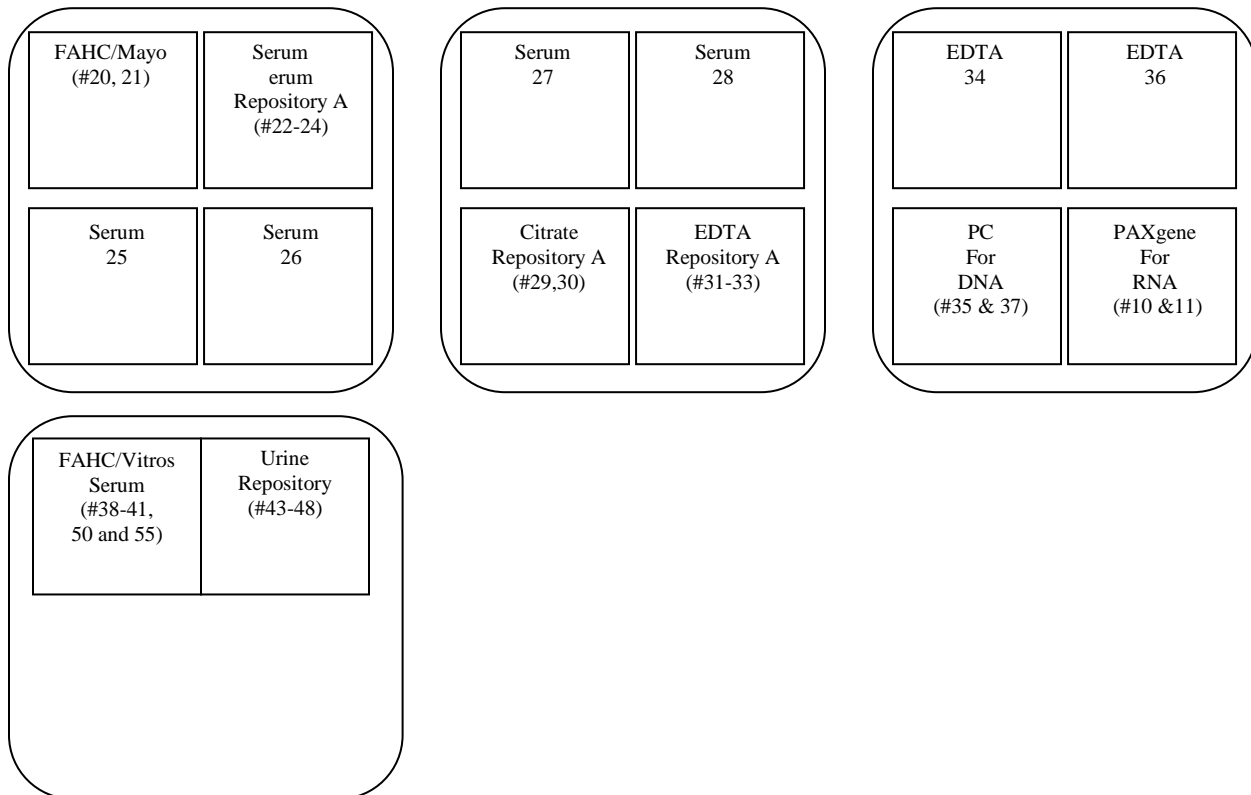 FAHC/Mayo
(#20, 21)
Serum
erum
Repository A
(#22-24)
Serum
25
Serum
26
Serum
27
Serum
28
Citrate
Repository A
(#29,30)
EDTA
Repository A
(#31-33)
EDTA
34
EDTA
36
PC
For
DNA
(#35 & 37)
PAXgene
For
RNA
(#10 &11)
FAHC/Vitros
Serum
(#38-41,
50 and 55)
Urine
Repository
(#43-48)